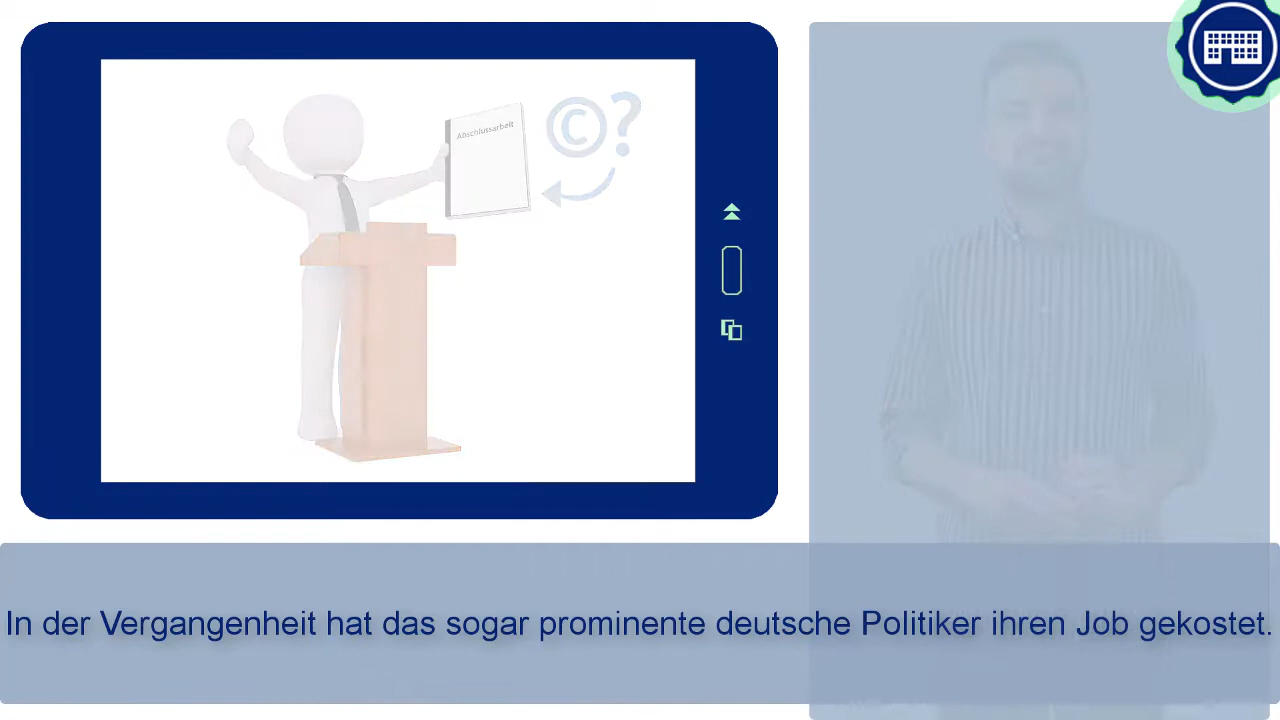 Abschlussarbeit
©?
In der Vergangenheit hat das sogar prominente deutsche Politiker ihren Job gekostet.